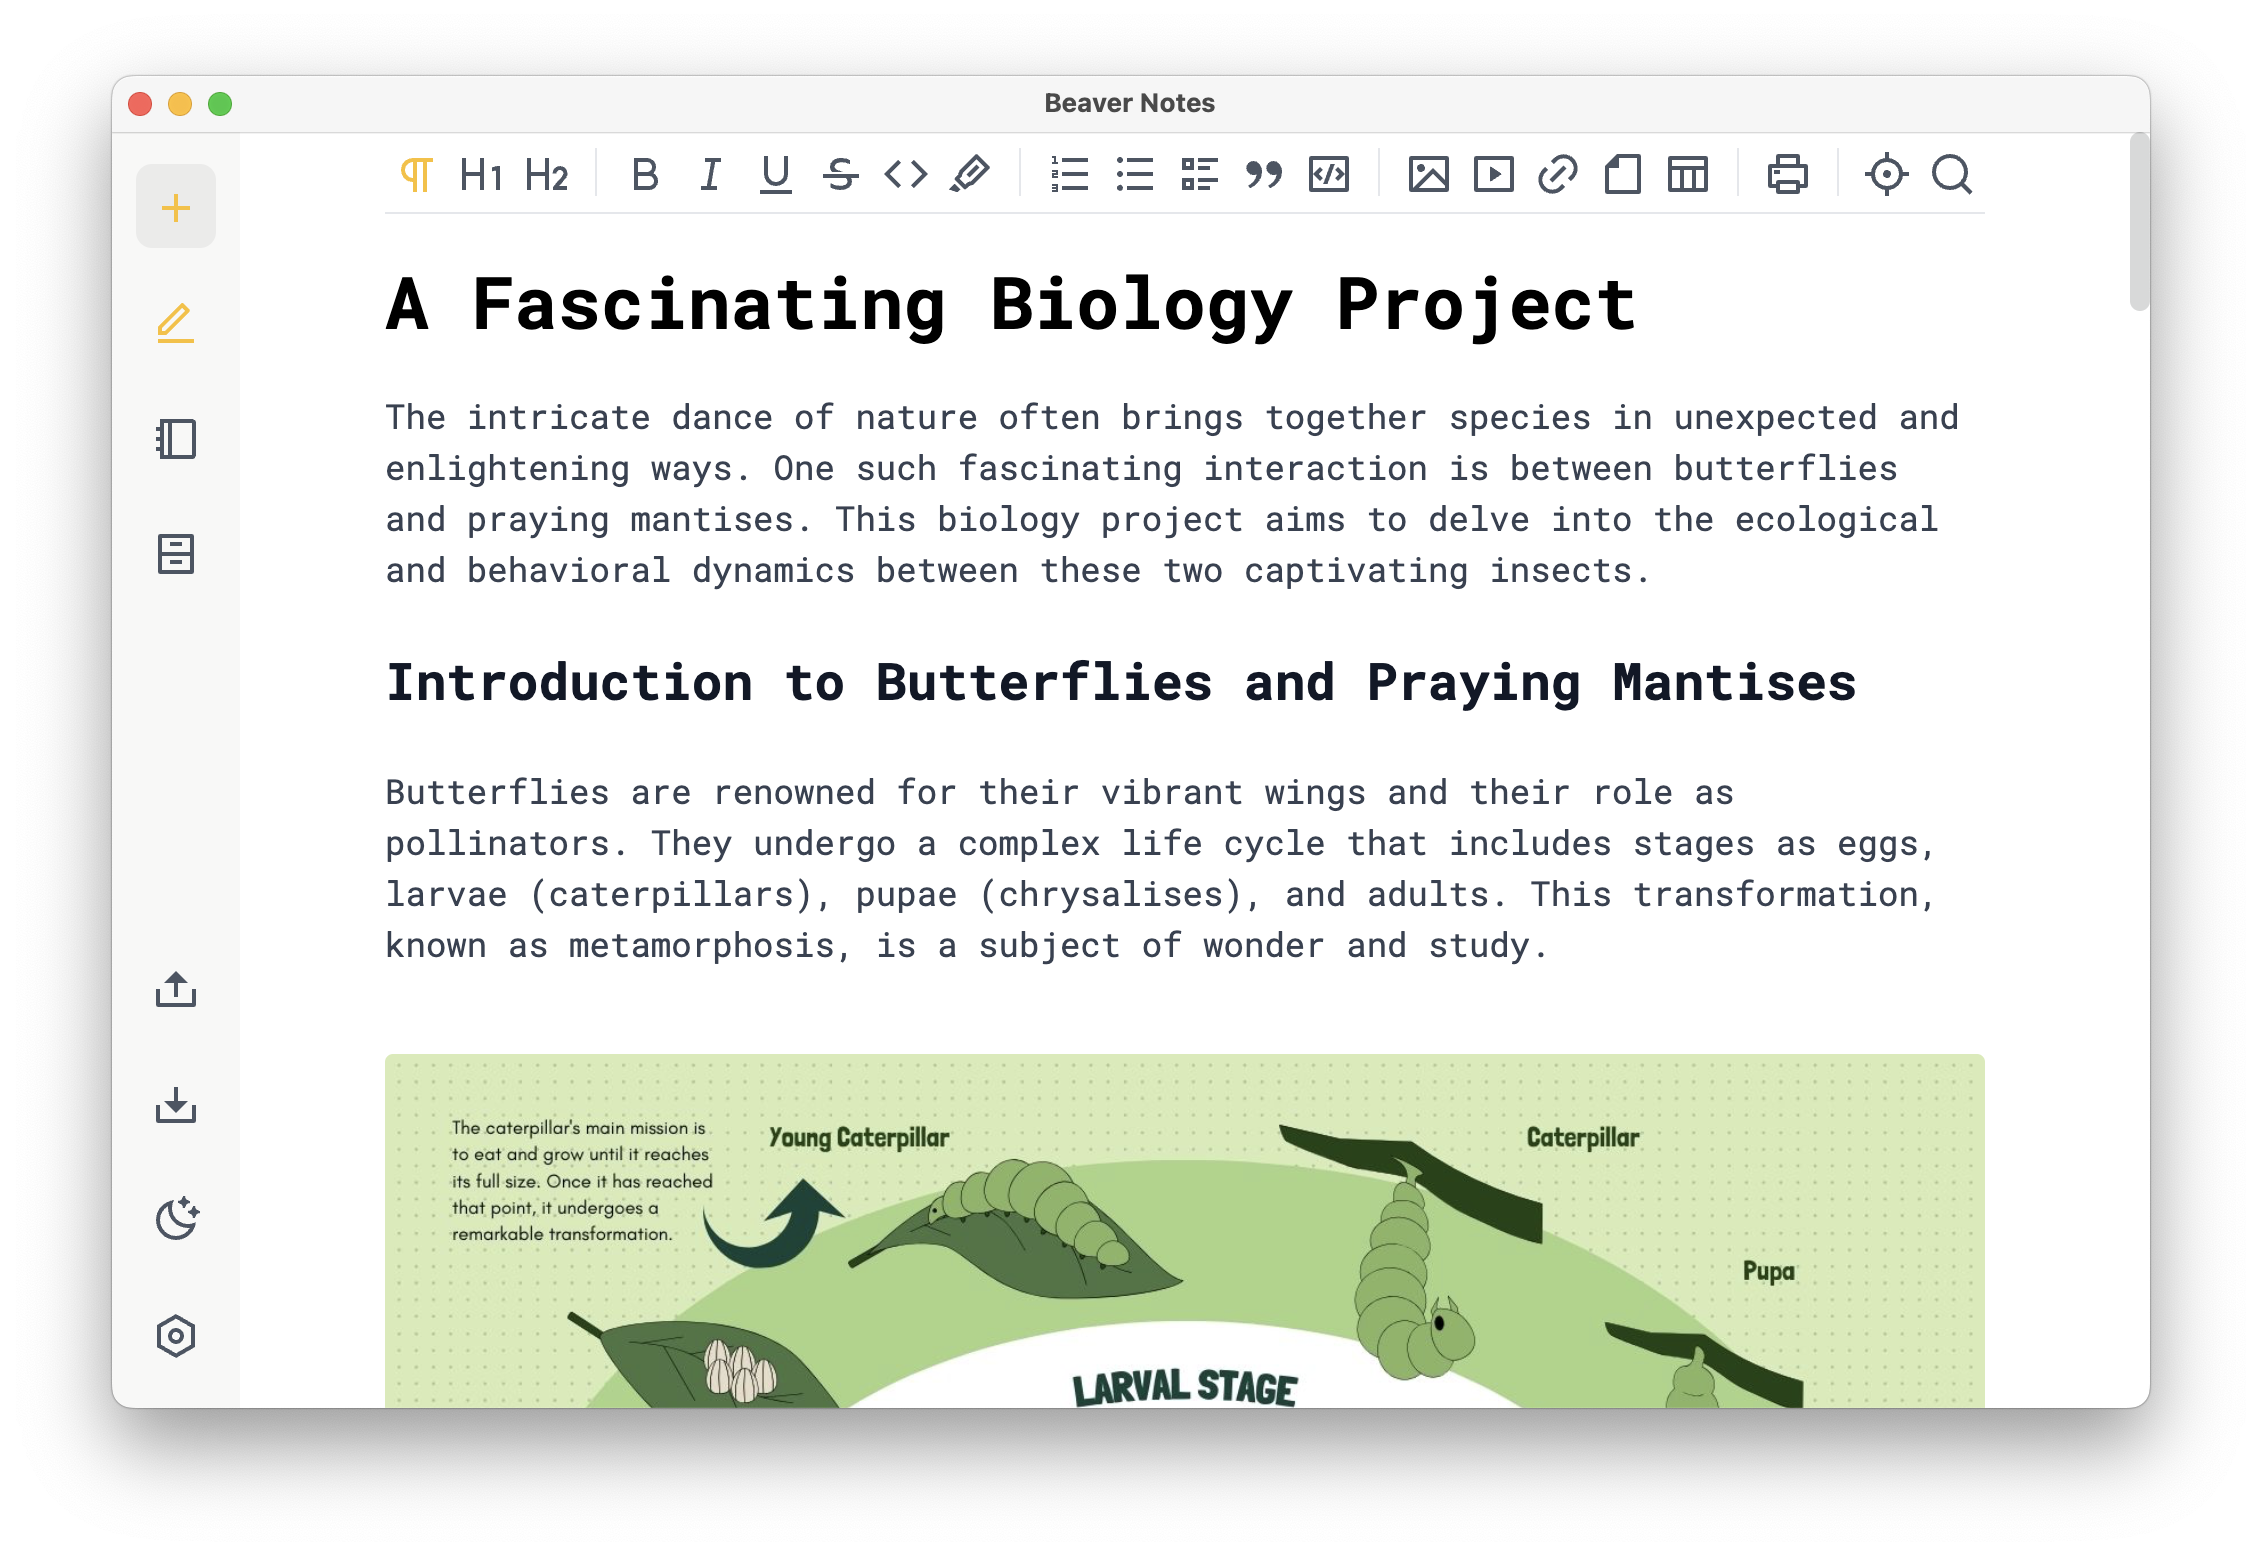 Beaver Notes
H1 H2 B I U S
A Fascinating Biology Project
The intricate dance of nature often brings together species in unexpected and
enlightening ways. One such fascinating interaction is between butterflies
and praying mantises. This biology project aims to delve into the ecological
and behavioral dynamics between these two captivating insects.
Introduction to Butterflies and Praying Mantises
Butterflies are renowned for their vibrant wings and their role as
pollinators. They undergo a complex life cycle that includes stages as eggs,
larvae (caterpillars), pupae (chrysalises), and adults. This transformation,
known as metamorphosis, is a subject of wonder and study.
The caterpillar's main mission is
to eat and grow until it reaches
its full size. Once it has reached
that point, it undergoes a
remarkable transformation.
Young Caterpillar
Caterpillar
Pupa
LARVAL STAGE